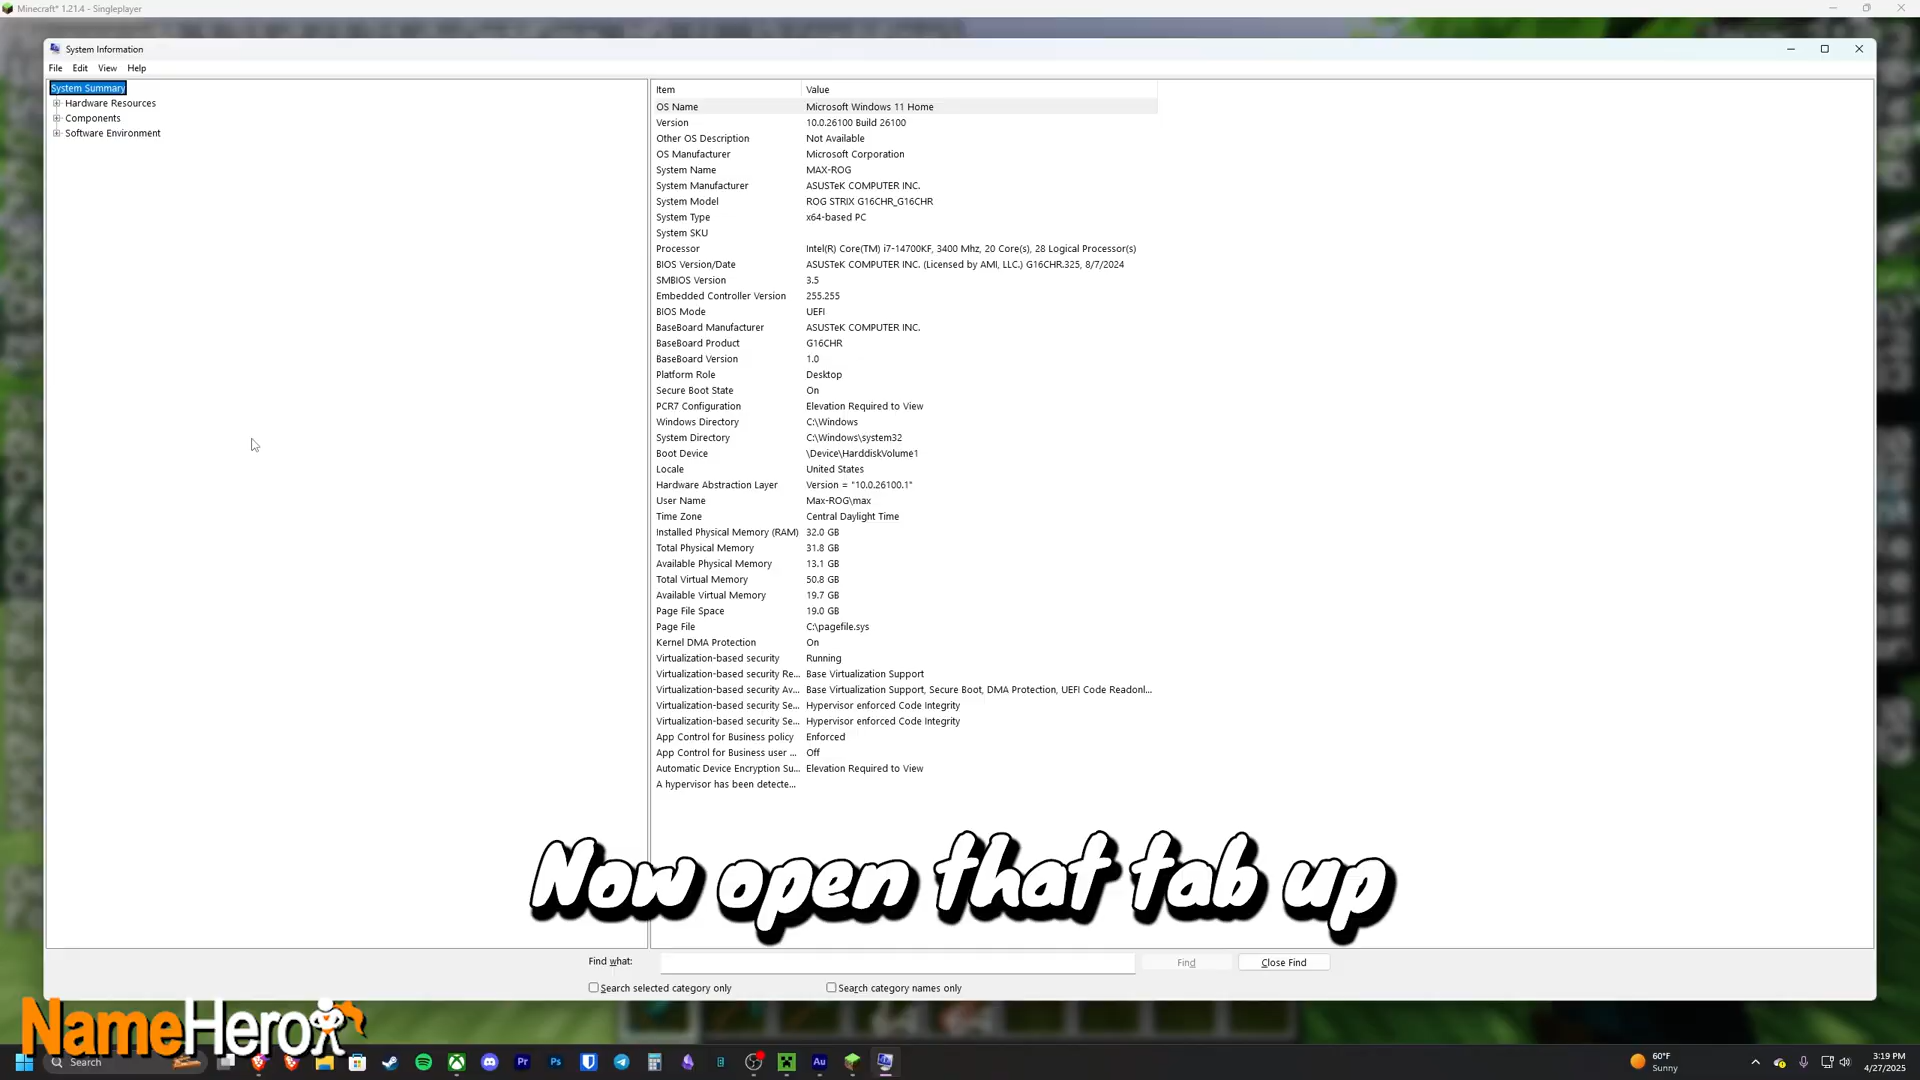 Minecraft* 1.21.4 - Singleplayer
System Information
File Edit View Help
System Summary
Hardware Resources
Components
Software Environment
Item Value
OS Name Microsoft Windows 11 Home
Version 10.0.26100 Build 26100
Other OS Description Not Available
OS Manufacturer Microsoft Corporation
System Name MAX-ROG
System Manufacturer ASUSTeK COMPUTER INC.
System Model ROG STRIX G16CHR_G16CHR
System Type x64-based PC
System SKU
Processor Intel(R) Core(TM) i7-14700KF, 3400 Mhz, 20 Core(s), 28 Logical Processor(s)
BIOS Version/Date ASUSTeK COMPUTER INC. (Licensed by AMI, LLC.) G16CHR.325, 8/7/2024
SMBIOS Version 3.5
Embedded Controller Version 255.255
BIOS Mode UEFI
BaseBoard Manufacturer ASUSTeK COMPUTER INC.
BaseBoard Product G16CHR
BaseBoard Version 1.0
Platform Role Desktop
Secure Boot State On
PCR7 Configuration Elevation Required to View
Windows Directory C:\Windows
System Directory C:\Windows\system32
Boot Device \Device\HarddiskVolume1
Locale United States
Hardware Abstraction Layer Version = "10.0.26100.1"
User Name Max-ROG\max
Time Zone Central Daylight Time
Installed Physical Memory (RAM) 32.0 GB
Total Physical Memory 31.8 GB
Available Physical Memory 13.1 GB
Total Virtual Memory 50.8 GB
Available Virtual Memory 19.7 GB
Page File Space 19.0 GB
Page File C:\pagefile.sys
Kernel DMA Protection On
Virtualization-based security Running
Virtualization-based security Re... Base Virtualization Support
Virtualization-based security Av... Base Virtualization Support, Secure Boot, DMA Protection, UEFI Code Readonl...
Virtualization-based security Se... Hypervisor enforced Code Integrity
Virtualization-based security Se... Hypervisor enforced Code Integrity
App Control for Business policy Enforced
App Control for Business user ... Off
Automatic Device Encryption Su... Elevation Required to View
A hypervisor has been detecte...
Now open that tab up
Find what: Find Close Find
Search selected category only Search category names only
NameHero
Search Pr Ps Au 60°F 3:19 PM
Sunny 4/27/2025